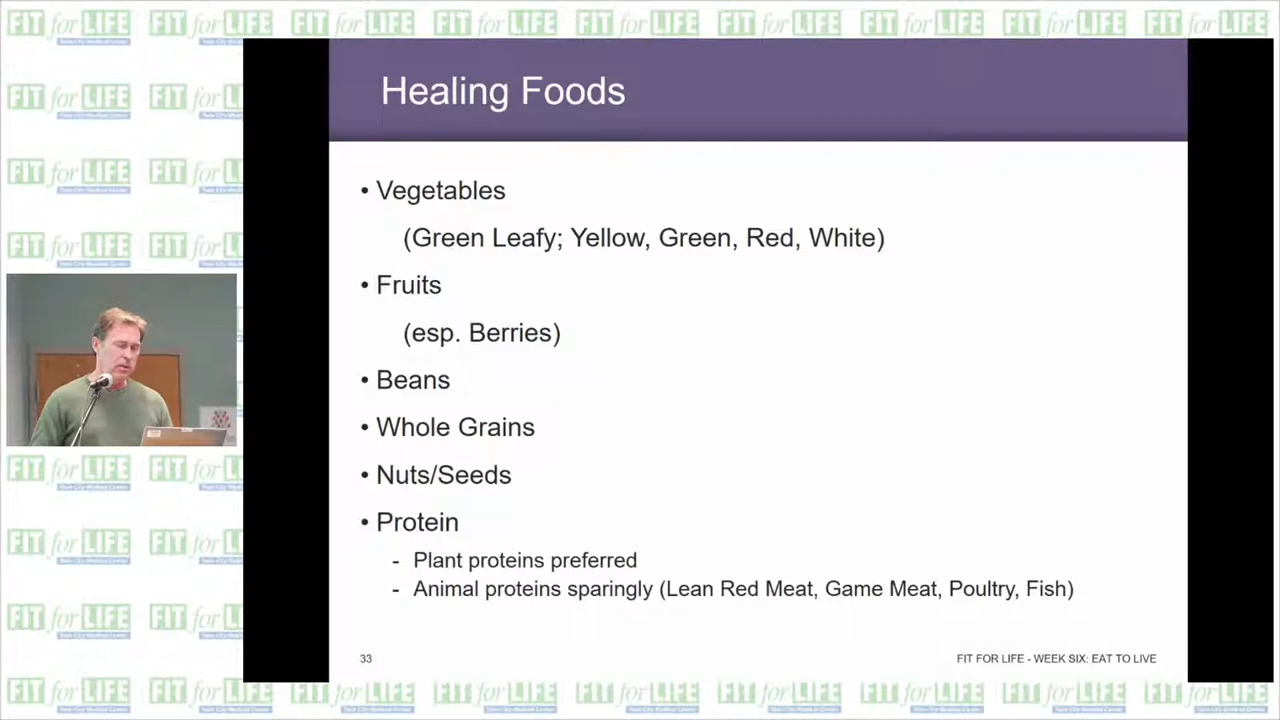 FIT for LIFE
Healing Foods
• Vegetables
(Green Leafy; Yellow, Green, Red, White)
• Fruits
(esp. Berries)
• Beans
• Whole Grains
• Nuts/Seeds
• Protein
- Plant proteins preferred
- Animal proteins sparingly (Lean Red Meat, Game Meat, Poultry, Fish)
33
FIT FOR LIFE - WEEK SIX: EAT TO LIVE